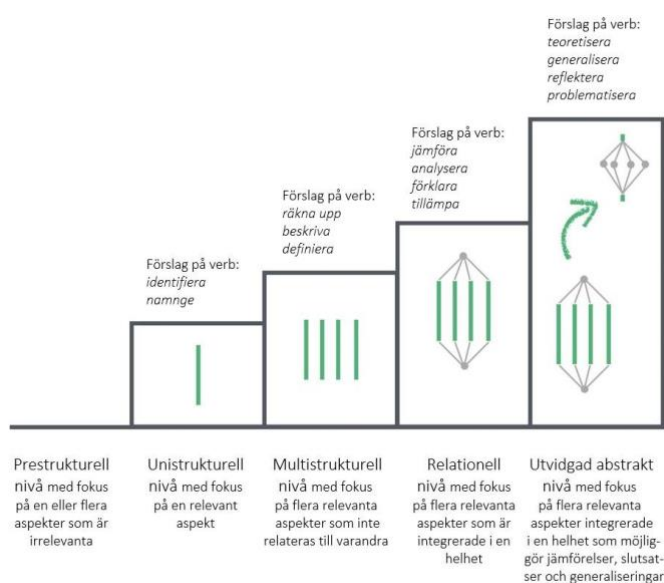 Förslag på verb:
teoretisera
generalisera
reflektera
problematisera
Förslag på verb:
jämföra
analysera
förklara
tillämpa
Förslag på verb:
räkna upp
beskriva
definiera
Förslag på verb:
identifiera
namnge
Prestrukturell
nivå med fokus
på en eller flera
aspekter som är
irrelevanta
Unistrukturell
nivå med fokus
på en relevant
aspekt
Multistrukturell
nivå med fokus
på flera relevanta
aspekter som inte
relateras till varandra
Relationell
nivå med fokus
på flera relevanta
aspekter som är
integrerade i en
helhet
Utvidgad abstrakt
nivå med fokus
på flera relevanta
aspekter integrerade
i en helhet som möjlig-
gör jämförelser, slutsat-
ser och generaliseringar